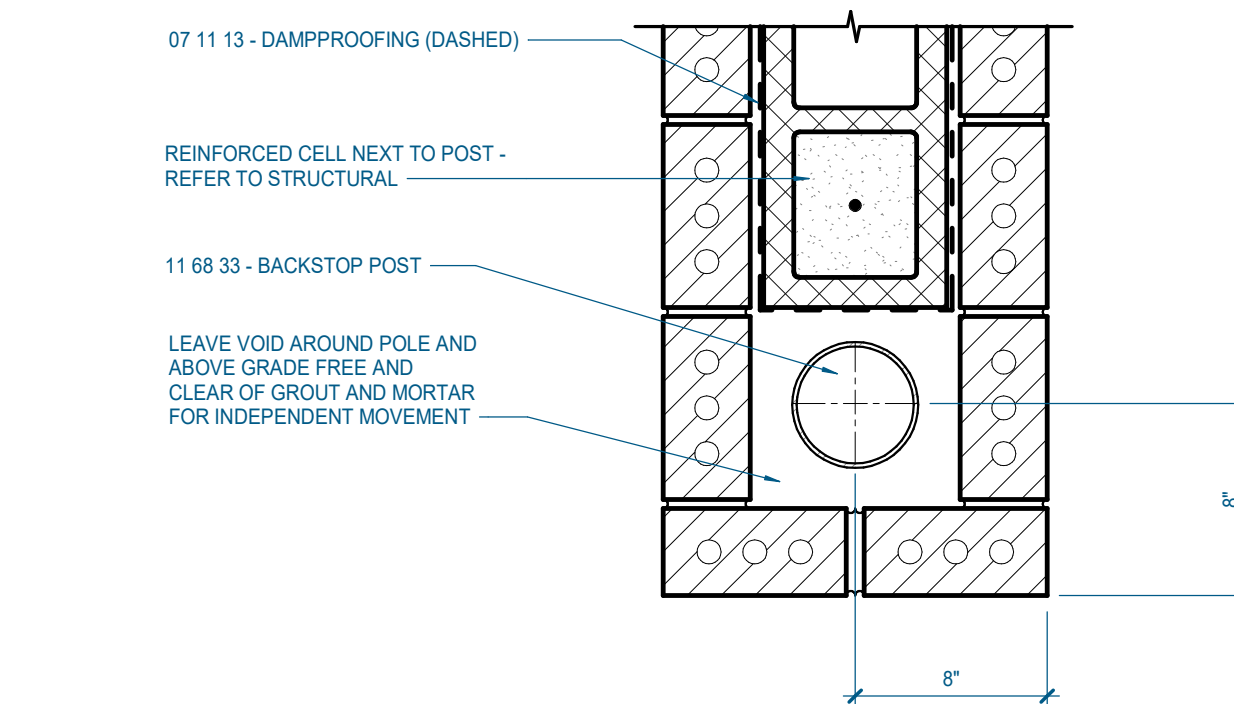 07 11 13 - DAMPPROOFING (DASHED)
REINFORCED CELL NEXT TO POST -
REFER TO STRUCTURAL
11 68 33 - BACKSTOP POST
LEAVE VOID AROUND POLE AND
ABOVE GRADE FREE AND
CLEAR OF GROUT AND MORTAR
FOR INDEPENDENT MOVEMENT
8"
8"